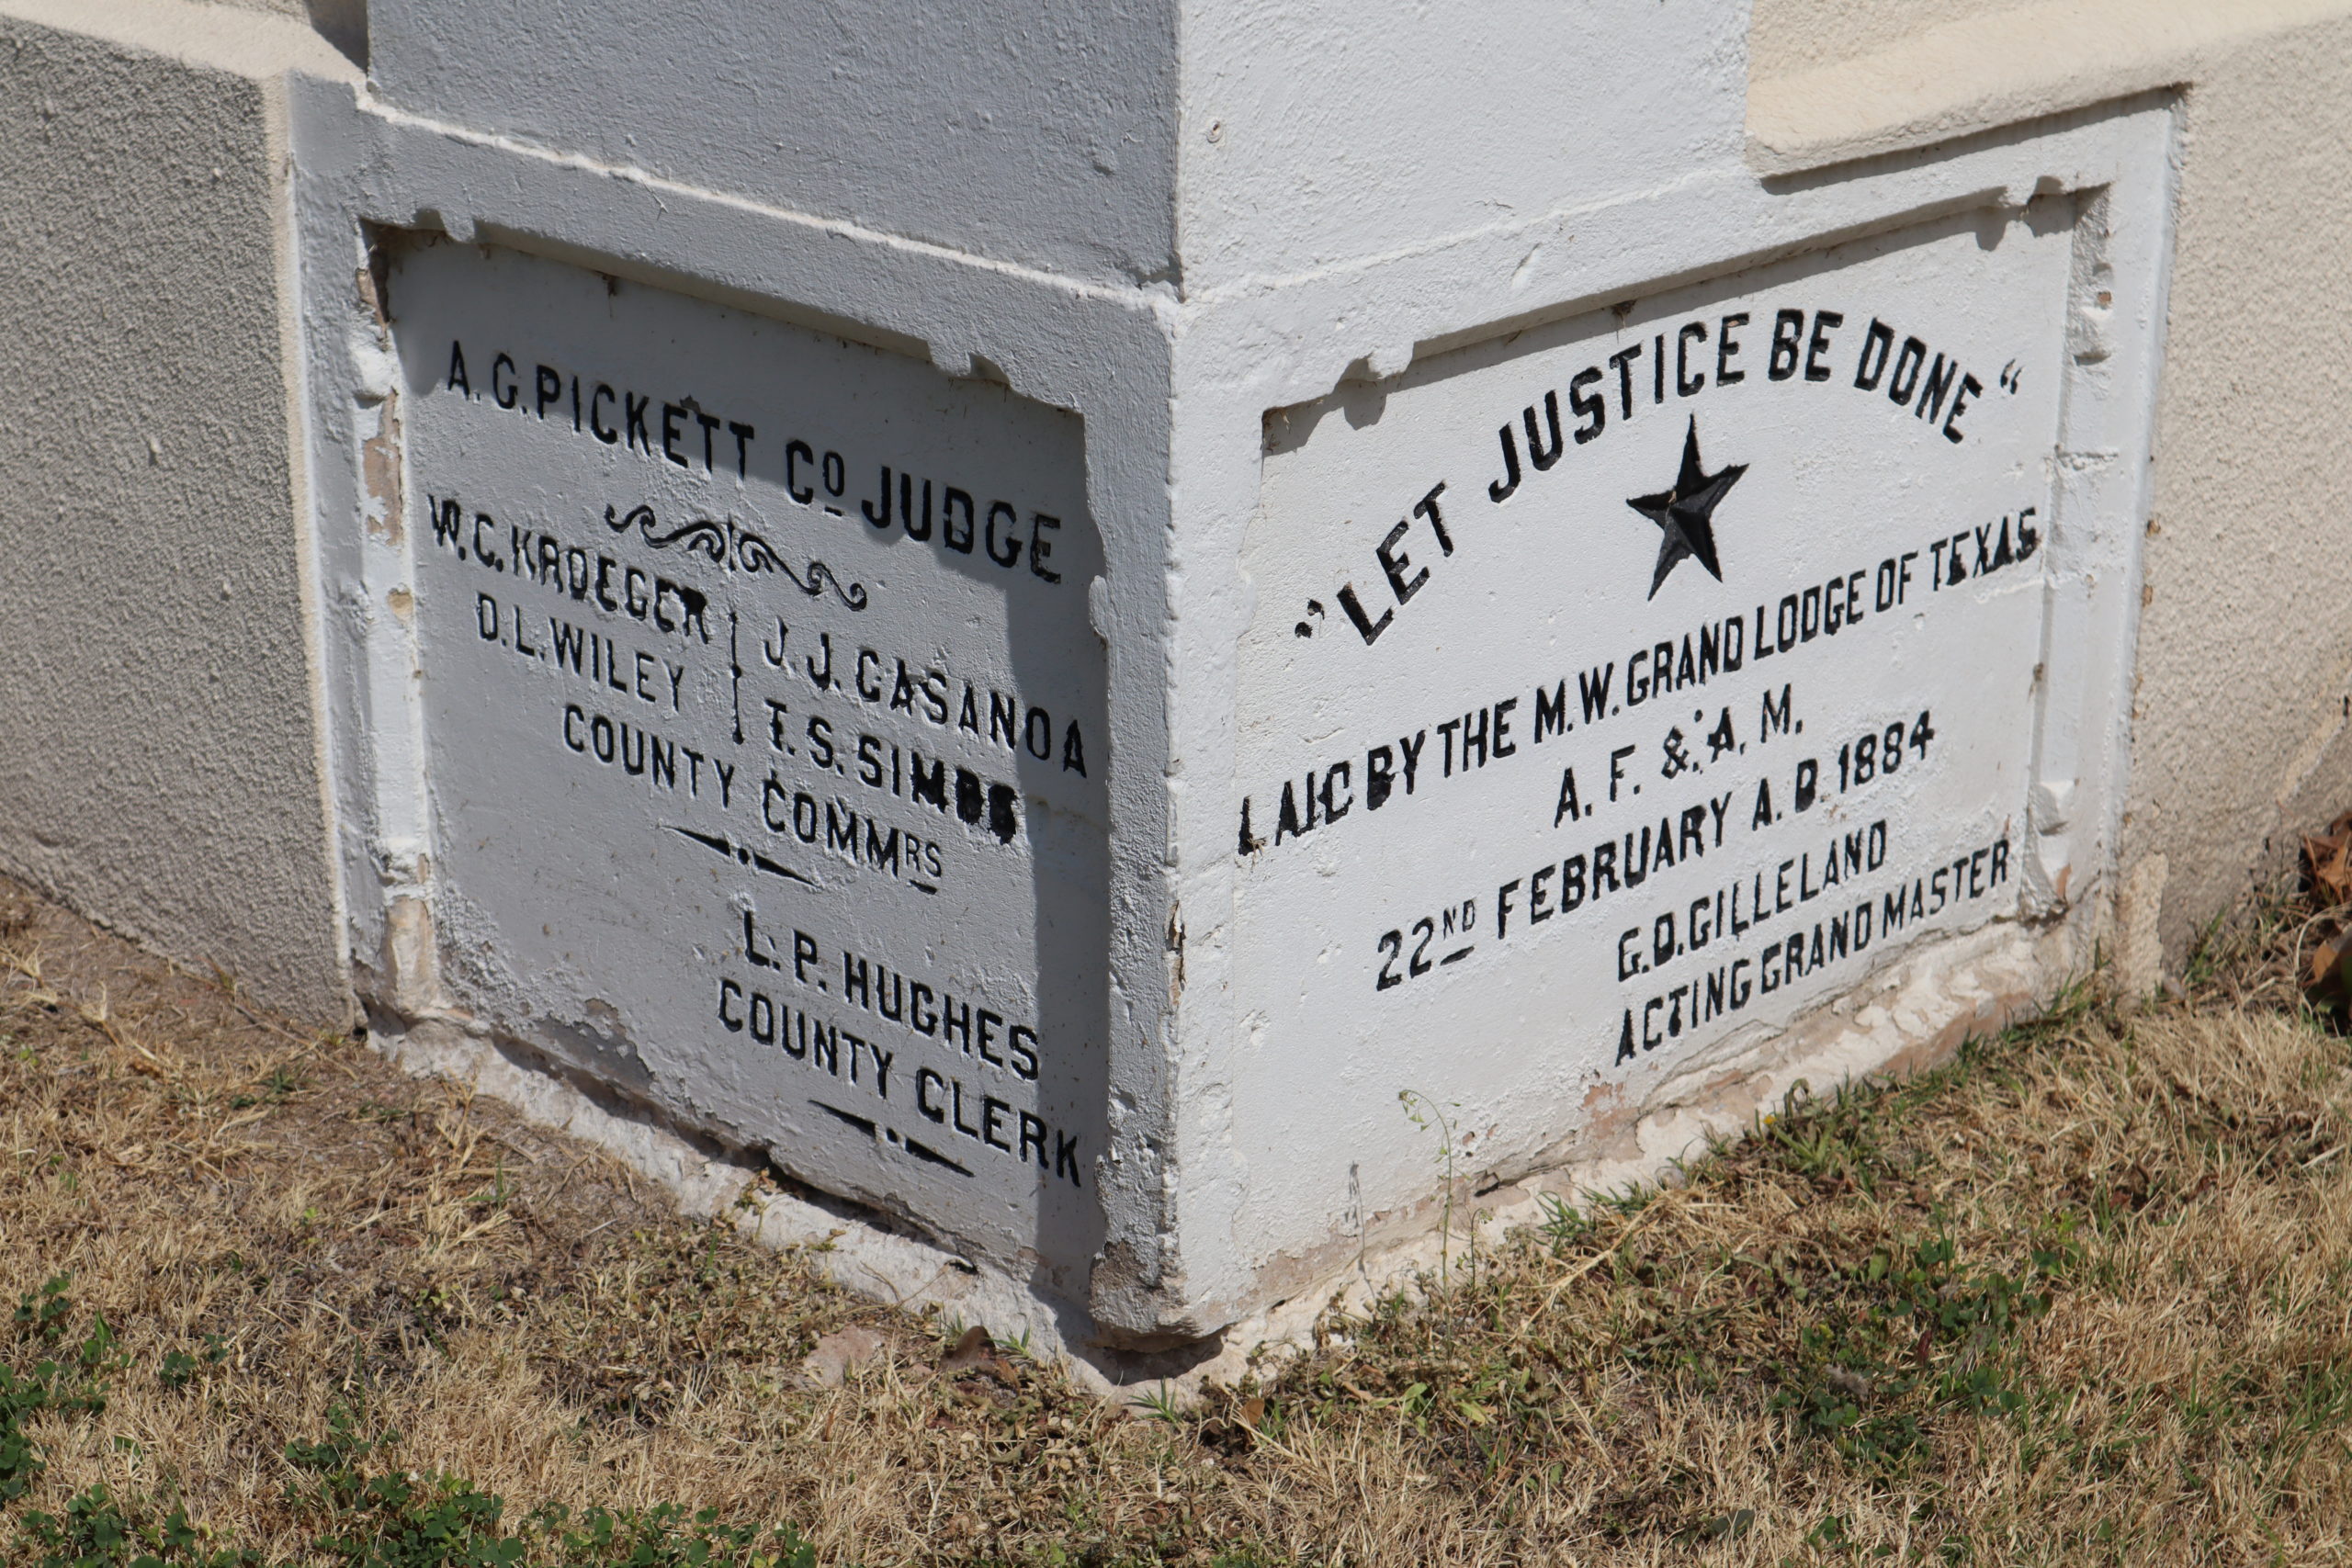 A. G. PICKETT Cº JUDGE
W. C. KROEGER J. J. CASANOA
D. L. WILEY T. S. SIMBS
COUNTY COMMRS
L. P. HUGHES
COUNTY CLERK
"LET JUSTICE BE DONE"
LAID BY THE M. W. GRAND LODGE OF TEXAS
A. F. & A. M.
22ND FEBRUARY A. D. 1884
G. D. GILLELAND
ACTING GRAND MASTER